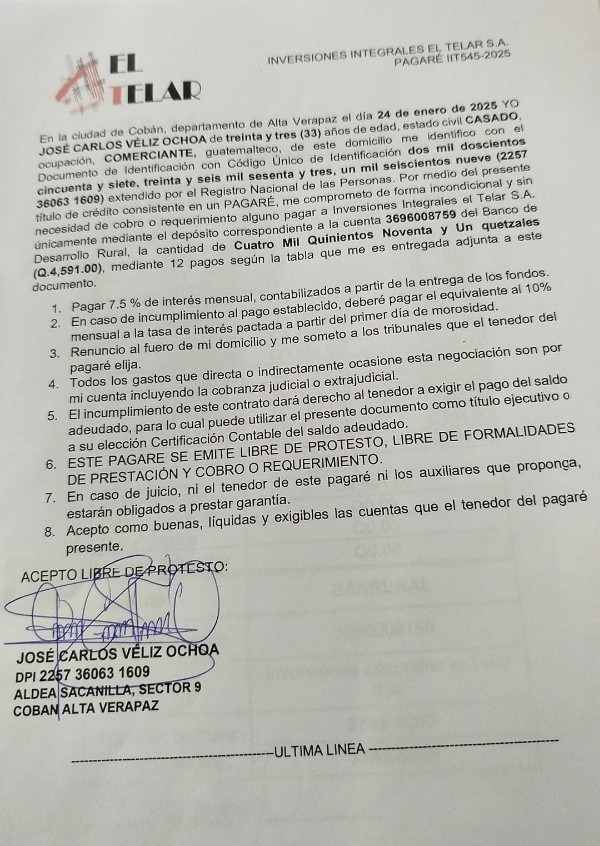 EL
TELAR
INVERSIONES INTEGRALES EL TELAR S.A.
PAGARÉ IIT545-2025
En la ciudad de Cobán, departamento de Alta Verapaz el día 24 de enero de 2025 YO
JOSÉ CARLOS VÉLIZ OCHOA de treinta y tres (33) años de edad, estado civil CASADO,
ocupación, COMERCIANTE, guatemalteco, de este domicilio me identifico con el
Documento de Identificación con Código Único de Identificación dos mil doscientos
cincuenta y siete, treinta y seis mil sesenta y tres, un mil seiscientos nueve (2257
36063 1609) extendido por el Registro Nacional de las Personas. Por medio del presente
título de crédito consistente en un PAGARÉ, me comprometo de forma incondicional y sin
necesidad de cobro o requerimiento alguno pagar a Inversiones Integrales el Telar S.A.
únicamente mediante el depósito correspondiente a la cuenta 3696008759 del Banco de
Desarrollo Rural, la cantidad de Cuatro Mil Quinientos Noventa y Un quetzales
(Q.4,591.00), mediante 12 pagos según la tabla que me es entregada adjunta a este
documento.
1. Pagar 7.5 % de interés mensual, contabilizados a partir de la entrega de los fondos.
2. En caso de incumplimiento al pago establecido, deberé pagar el equivalente al 10%
mensual a la tasa de interés pactada a partir del primer día de morosidad.
3. Renuncio al fuero de mi domicilio y me someto a los tribunales que el tenedor del
pagaré elija.
4. Todos los gastos que directa o indirectamente ocasione esta negociación son por
mi cuenta incluyendo la cobranza judicial o extrajudicial.
5. El incumplimiento de este contrato dará derecho al tenedor a exigir el pago del saldo
adeudado, para lo cual puede utilizar el presente documento como título ejecutivo o
a su elección Certificación Contable del saldo adeudado.
6. ESTE PAGARE SE EMITE LIBRE DE PROTESTO, LIBRE DE FORMALIDADES
DE PRESTACIÓN Y COBRO O REQUERIMIENTO.
7. En caso de juicio, ni el tenedor de este pagaré ni los auxiliares que proponga,
estarán obligados a prestar garantía.
8. Acepto como buenas, líquidas y exigibles las cuentas que el tenedor del pagaré
presente.
ACEPTO LIBRE DE PROTESTO:
JOSÉ CARLOS VÉLIZ OCHOA
DPI 2257 36063 1609
ALDEA SACANILLA, SECTOR 9
COBAN ALTA VERAPAZ
ULTIMA LINEA